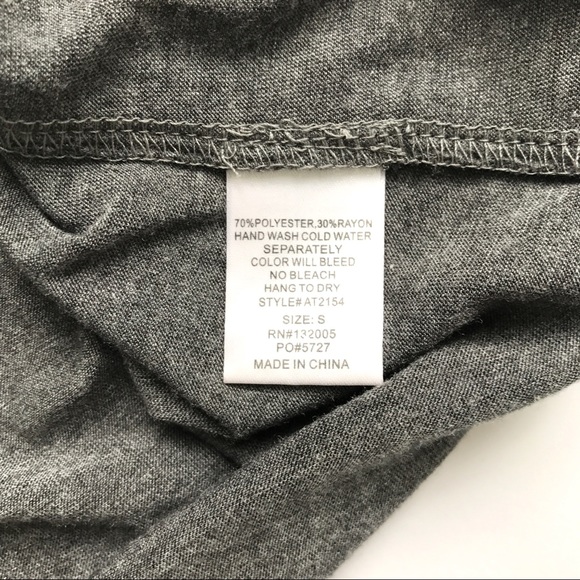 70%POLYESTER,30%RAYON
HAND WASH COLD WATER
SEPARATELY
COLOR WILL BLEED
NO BLEACH
HANG TO DRY
STYLE#AT2154
SIZE: S
RN#132005
PO#5727
MADE IN CHINA